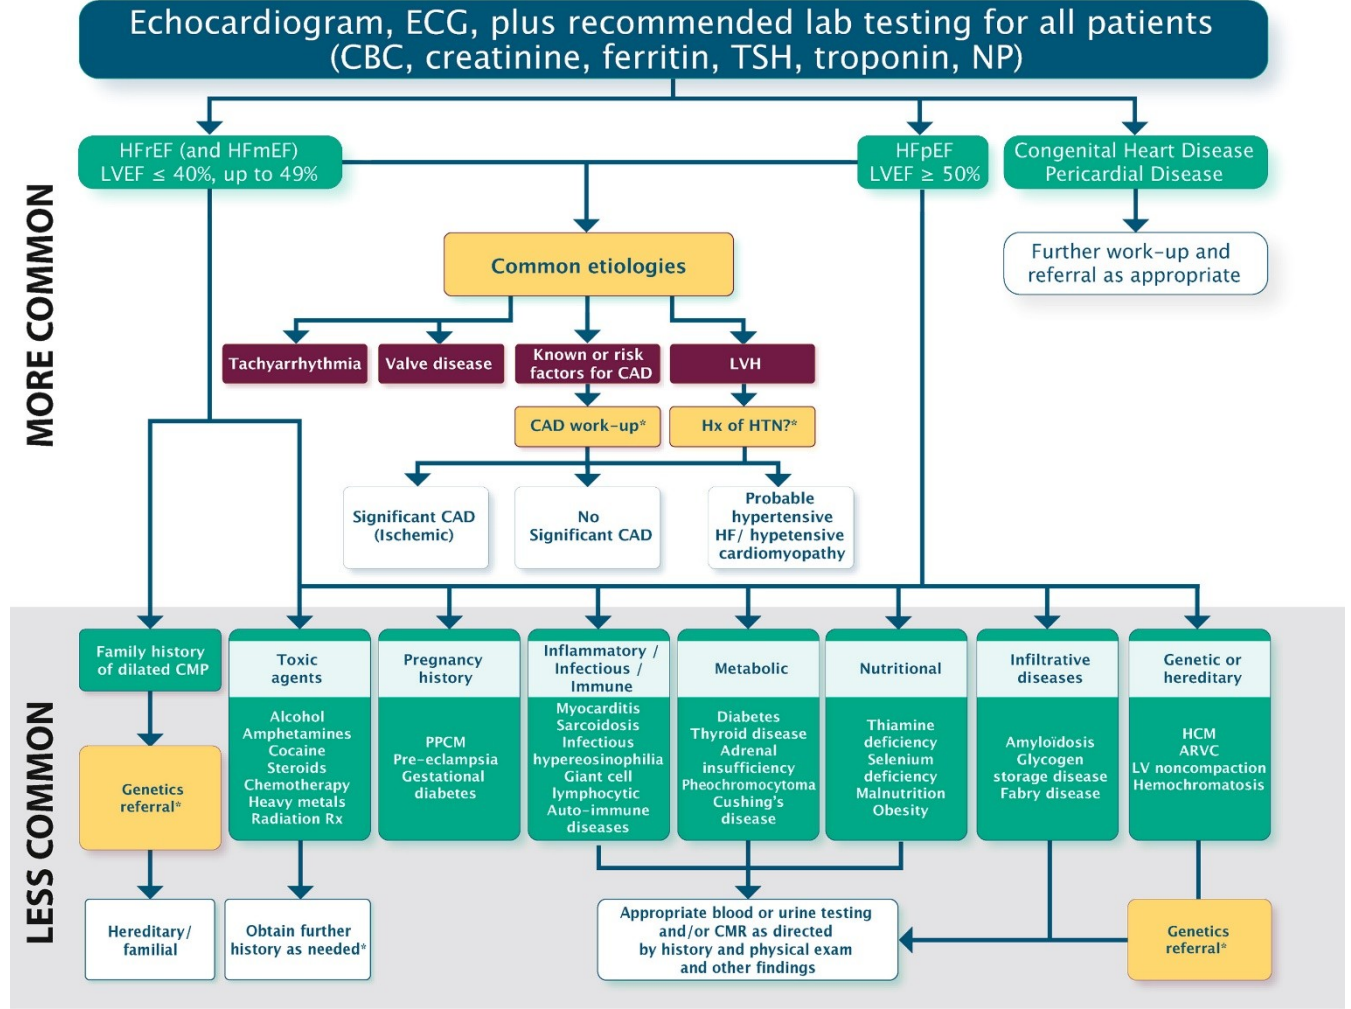 Echocardiogram, ECG, plus recommended lab testing for all patients
(CBC, creatinine, ferritin, TSH, troponin, NP)
MORE COMMON
HFrEF (and HFmEF)
LVEF ≤ 40%, up to 49%
HFpEF
LVEF ≥ 50%
Congenital Heart Disease
Pericardial Disease
Further work-up and
referral as appropriate
Common etiologies
Tachyarrhythmia
Valve disease
Known or risk
factors for CAD
LVH
CAD work-up*
Hx of HTN?*
Significant CAD
(Ischemic)
No
Significant CAD
Probable
hypertensive
HF/ hypetensive
cardiomyopathy
LESS COMMON
Family history
of dilated CMP
Genetics
referral*
Hereditary/
familial
Toxic
agents
Alcohol
Amphetamines
Cocaine
Steroids
Chemotherapy
Heavy metals
Radiation Rx
Obtain further
history as needed*
Pregnancy
history
PPCM
Pre-eclampsia
Gestational
diabetes
Inflammatory /
Infectious /
Immune
Myocarditis
Sarcoidosis
Infectious
hypereosinophilia
Giant cell
lymphocytic
Auto-immune
diseases
Metabolic
Diabetes
Thyroid disease
Adrenal
insufficiency
Pheochromocytoma
Cushing's
disease
Nutritional
Thiamine
deficiency
Selenium
deficiency
Malnutrition
Obesity
Infiltrative
diseases
Amyloïdosis
Glycogen
storage disease
Fabry disease
Genetic or
hereditary
HCM
ARVC
LV noncompaction
Hemochromatosis
Appropriate blood or urine testing
and/or CMR as directed
by history and physical exam
and other findings
Genetics
referral*